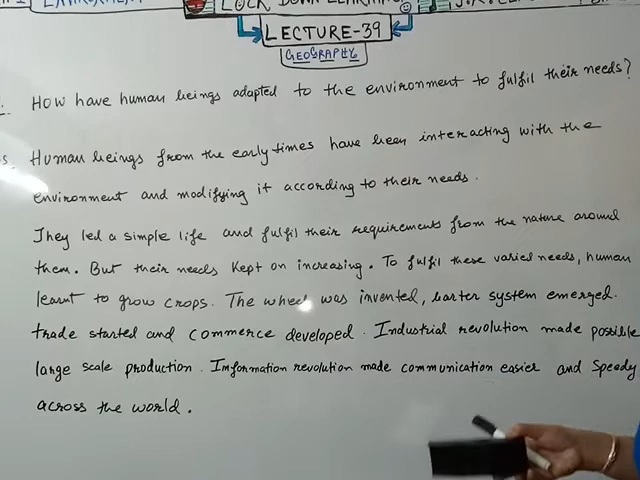 ENVIRONMENT LOCK DOWN LEARNING
LECTURE-39
GEOGRAPHY
How have human beings adapted to the environment to fulfil their needs?
Human beings from the early times have been interacting with the
environment and modifying it according to their needs.
They led a simple life and fulfil their requirements from the nature around
them. But their needs kept on increasing. To fulfil these varied needs, human
learnt to grow crops. The wheel was invented, barter system emerged.
trade started and commerce developed. Industrial revolution made possible
large scale production. Information revolution made communication easier and speedy
across the world.